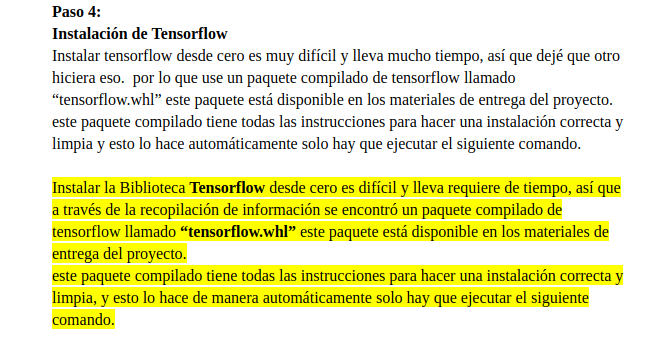 Paso 4:
Instalación de Tensorflow
Instalar tensorflow desde cero es muy difícil y lleva mucho tiempo, así que dejé que otro
hiciera eso.  por lo que use un paquete compilado de tensorflow llamado
“tensorflow.whl” este paquete está disponible en los materiales de entrega del proyecto.
este paquete compilado tiene todas las instrucciones para hacer una instalación correcta y
limpia y esto lo hace automáticamente solo hay que ejecutar el siguiente comando.
Instalar la Biblioteca Tensorflow desde cero es difícil y lleva requiere de tiempo, así que
a través de la recopilación de información se encontró un paquete compilado de
tensorflow llamado “tensorflow.whl” este paquete está disponible en los materiales de
entrega del proyecto.
este paquete compilado tiene todas las instrucciones para hacer una instalación correcta y
limpia, y esto lo hace de manera automáticamente solo hay que ejecutar el siguiente
comando.